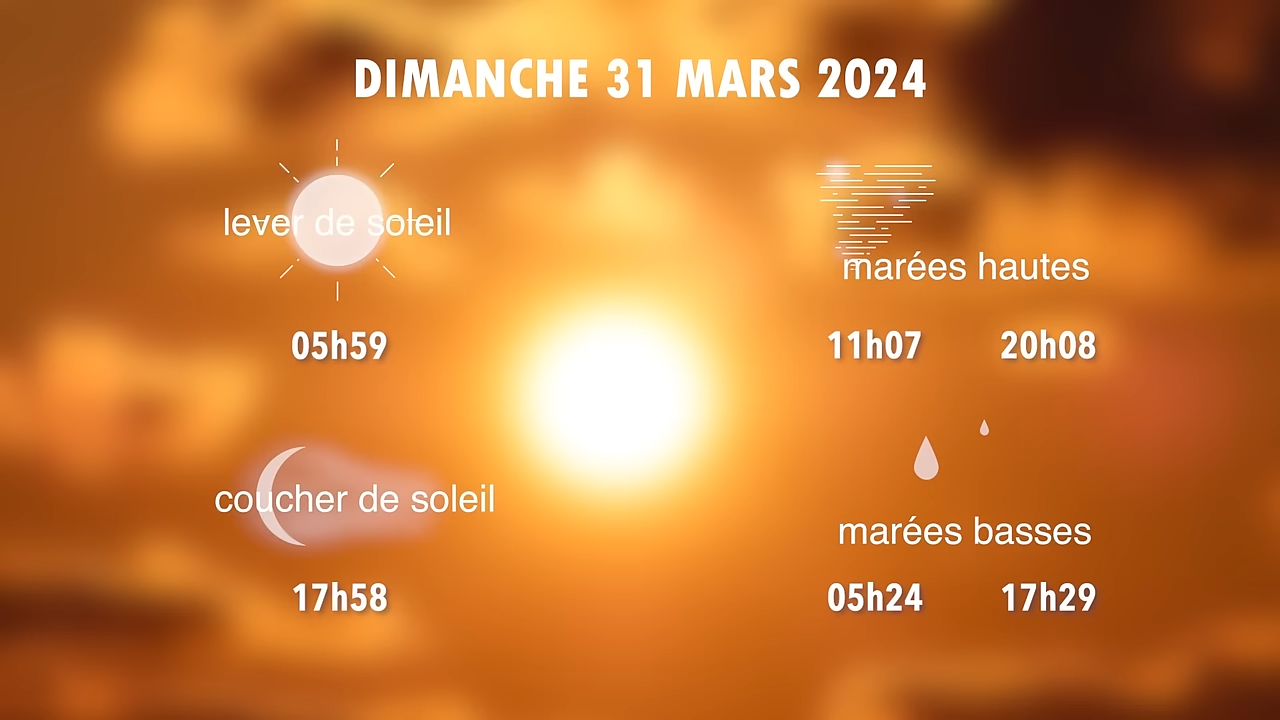 DIMANCHE 31 MARS 2024
lever de soleil
05h59
marées hautes
11h07 20h08
coucher de soleil
17h58
marées basses
05h24 17h29